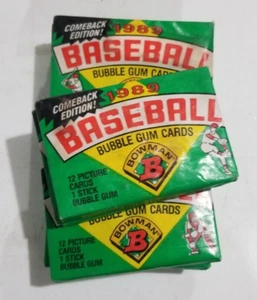 COMEBACK
EDITION!
1989
BASEBALL
BUBBLE GUM CARDS
COMEBACK
EDITION!
1989
BASEBALL
BUBBLE GUM CARDS
12 PICTURE
CARDS
1 STICK
BUBBLE GUM
BOWMAN
B
BUBBLE GUM CARDS
12 PICTURE
CARDS
1 STICK
BUBBLE GUM
BOWMAN
B